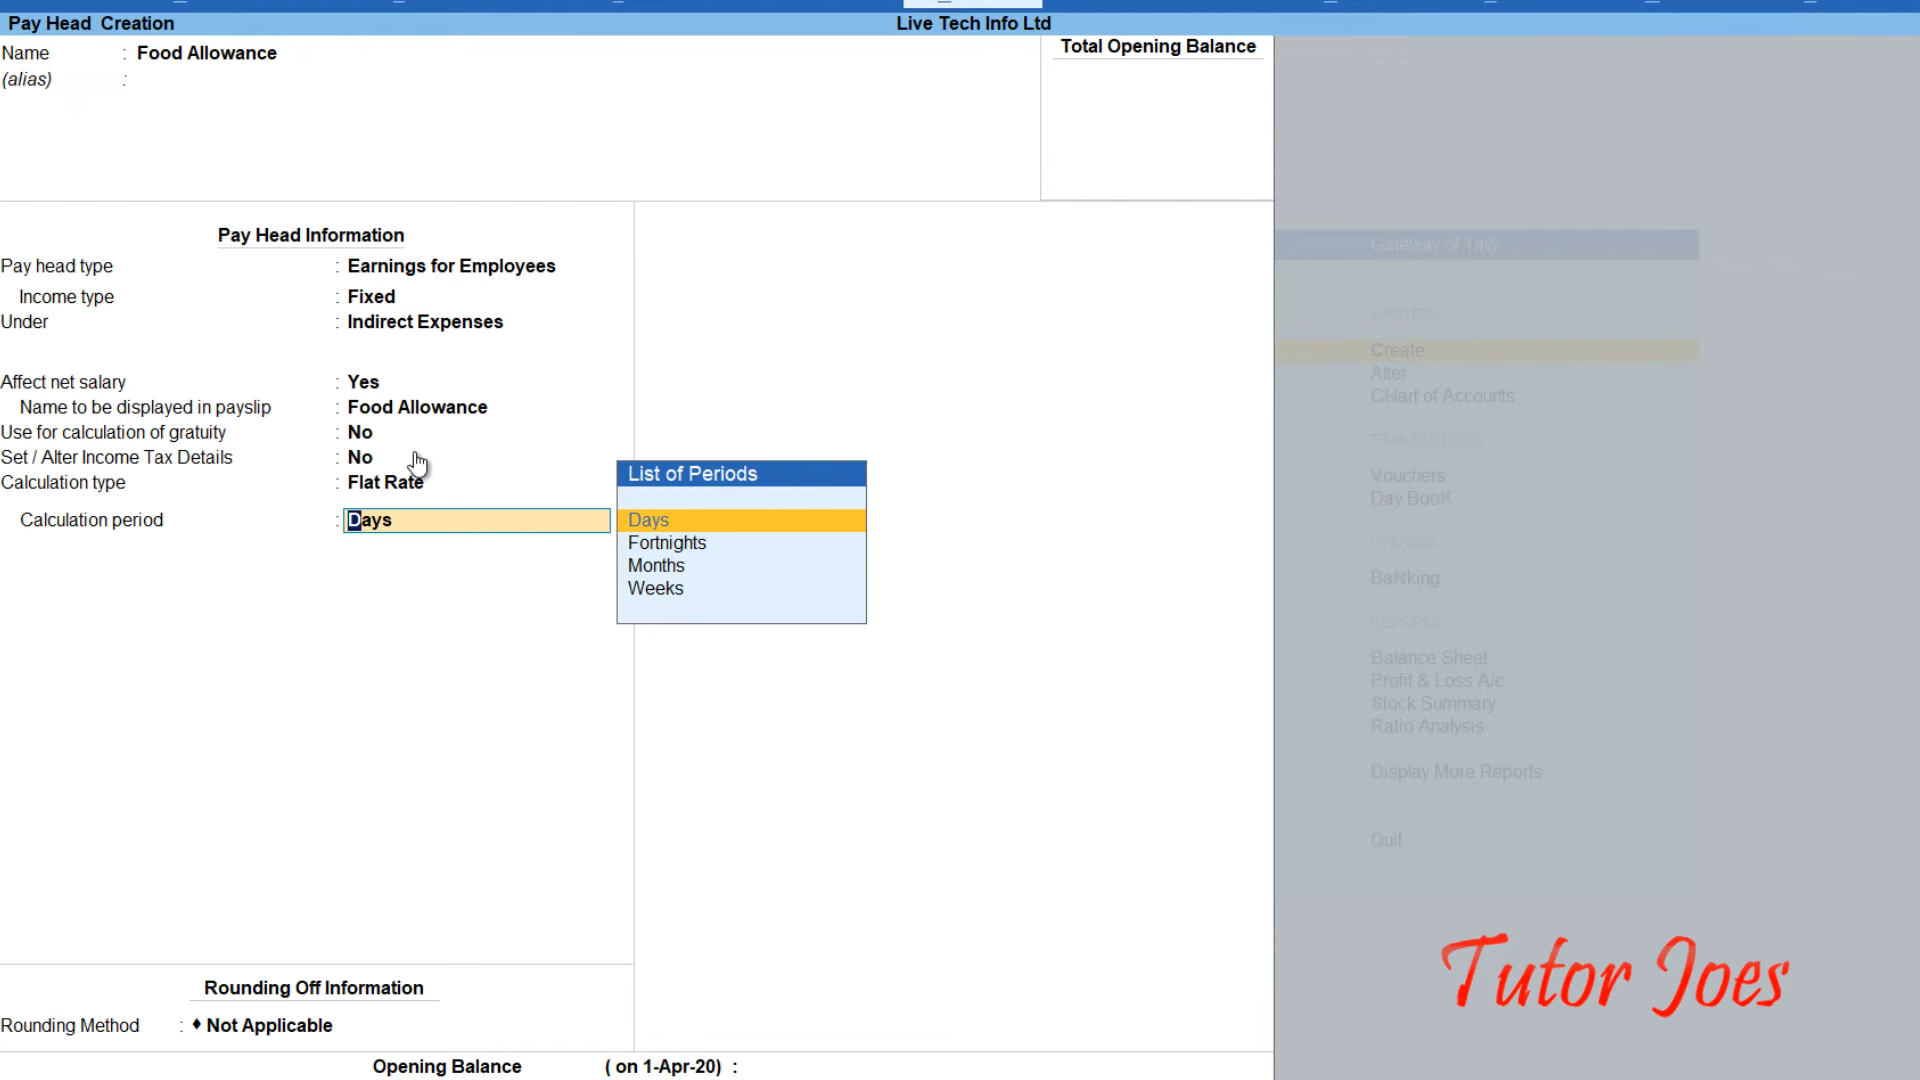 Pay Head Creation
Live Tech Info Ltd
Name : Food Allowance
(alias) :
Total Opening Balance
Pay Head Information
Pay head type : Earnings for Employees
Income type : Fixed
Under : Indirect Expenses
Affect net salary : Yes
Name to be displayed in payslip : Food Allowance
Use for calculation of gratuity : No
Set / Alter Income Tax Details : No
Calculation type : Flat Rate
Calculation period : Days
List of Periods
Days
Fortnights
Months
Weeks
Rounding Off Information
Rounding Method : ♦ Not Applicable
Opening Balance ( on 1-Apr-20) :
Gateway of Tally
MASTERS
Create
Alter
CHart of Accounts
TRANSACTIONS
Vouchers
Day BooK
UTILITIES
BaNking
REPORTS
Balance Sheet
Profit & Loss A/c
Stock Summary
Ratio Analysis
Display More Reports
Quit
Tutor Joes